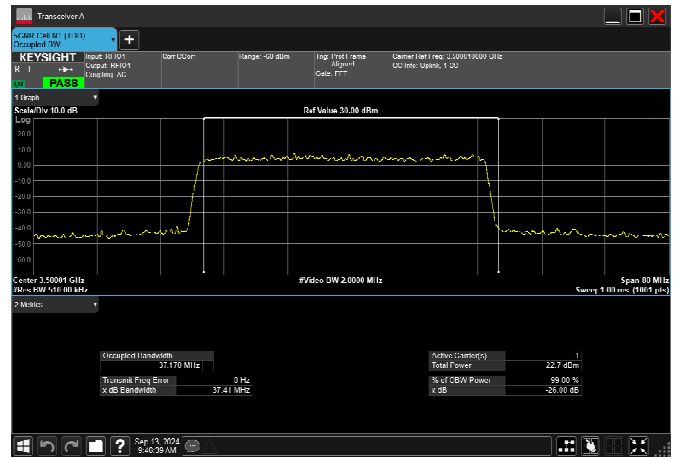 Transceiver A
Occupied BW
KEYSIGHT
Input: RFIO1
Output: RFIO1
Coupling: AC
Range: -60 dBm
Trig: Prot Frame
Aligned
Gate: FFT
Carrier Ref Freq: 3.500010000 GHz
CC Info: Uplink, 1 CC
PASS
1 Graph
Scale/Div 10.0 dB
Ref Value 30.00 dBm
Log
20.0
10.0
0.00
-10.0
-20.0
-30.0
-40.0
-50.0
-60.0
Center 3.50001 GHz
#Video BW 2.0000 MHz
Span 80 MHz
#Res BW 510.00 kHz
Sweep 1.00 ms (1001 pts)
2 Metrics
Occupied Bandwidth
37.170 MHz
Transmit Freq Error 0 Hz
x dB Bandwidth 37.41 MHz
Active Carrier(s) 1
Total Power 22.7 dBm
% of OBW Power 99.00 %
x dB -26.00 dB
Sep 13, 2024
9:46:39 AM